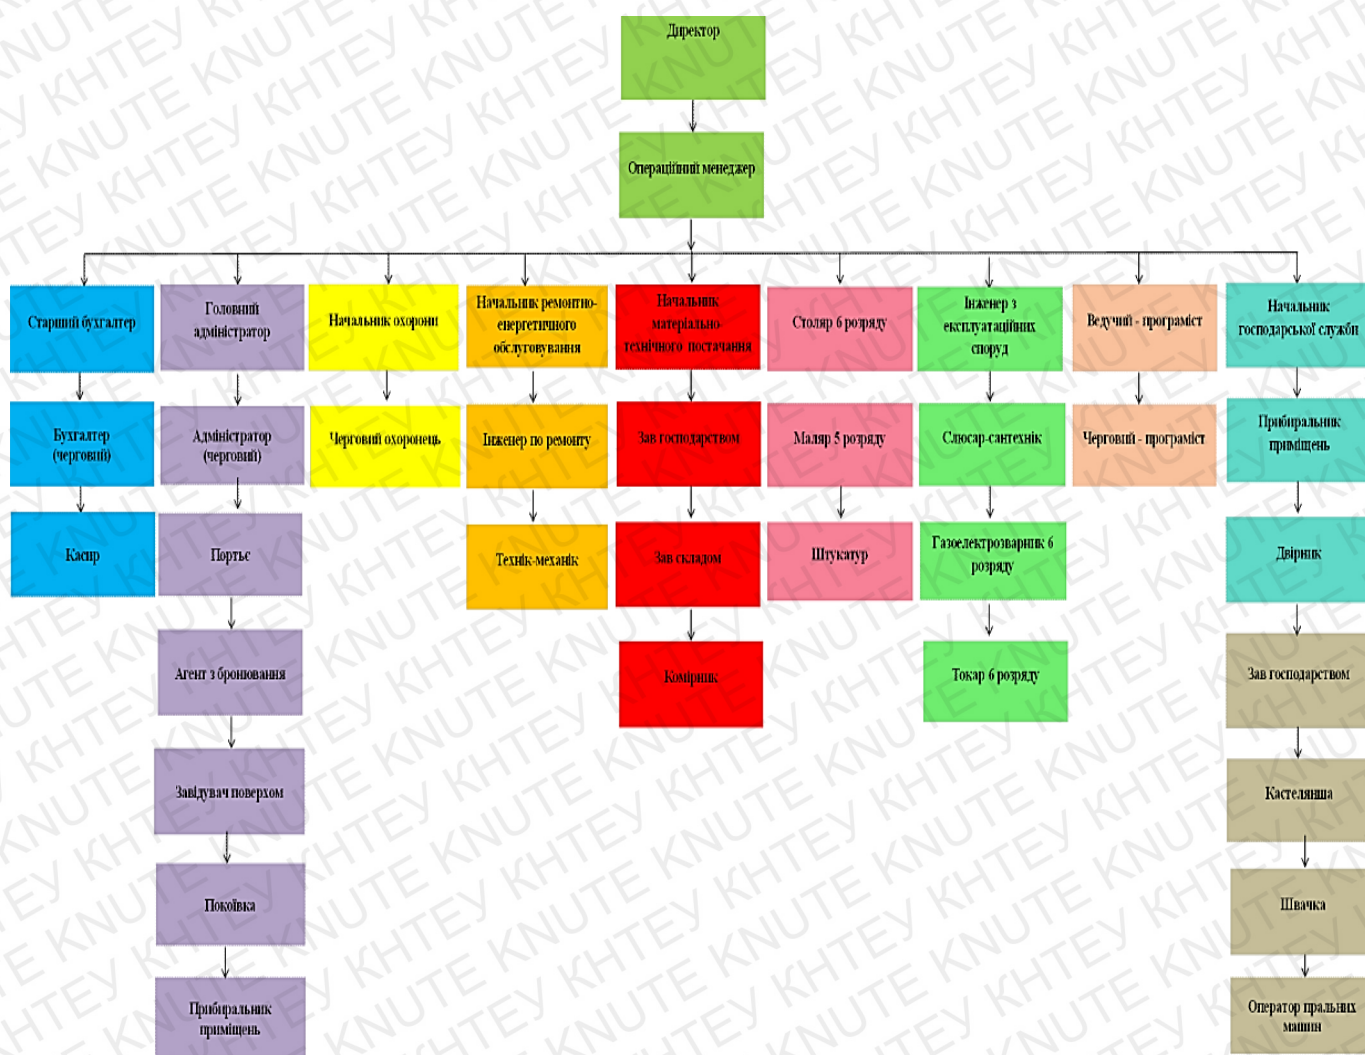 Директор
Операційний менеджер
Старший бухгалтер
Головний
адміністратор
Начальник охорони
Начальник ремонтно-
енергетичного
обслуговування
Начальник
матеріально-
технічного постачання
Столяр 6 розряду
Інженер з
експлуатаційних
споруд
Ведучий - програміст
Начальник
господарської служби
Бухгалтер
(черговий)
Адміністратор
(черговий)
Черговий охоронець
Інженер по ремонту
Зав господарством
Маляр 5 розряду
Слюсар-сантехнік
Черговий - програміст
Прибиральник
приміщень
Касир
Портьє
Технік-механік
Зав складом
Штукатур
Газоелектрозварник 6
розряду
Двірник
Агент з бронювання
Комірник
Токар 6 розряду
Зав господарством
Завідувач поверхом
Кастелянша
Покоївка
Швачка
Прибиральник
приміщень
Оператор пральних
машин
KNUTE КНТЕУ